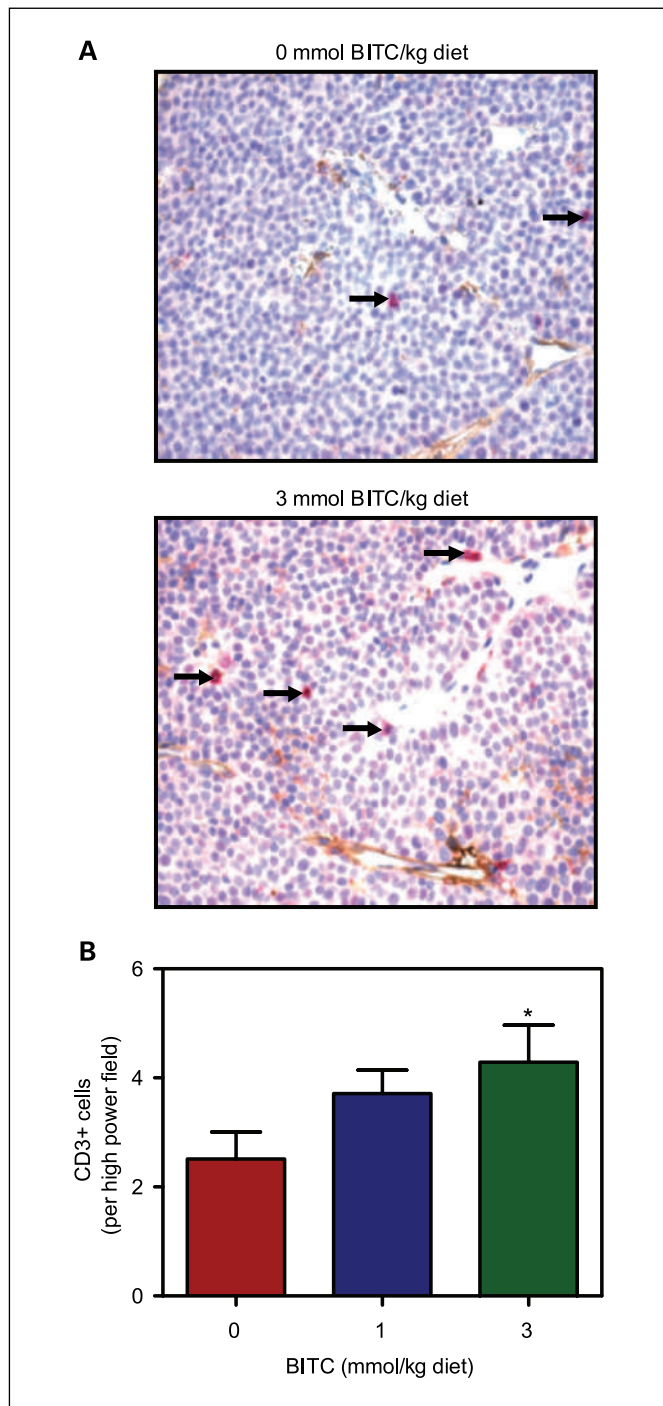 A
0 mmol BITC/kg diet
3 mmol BITC/kg diet
B
6
4
2
0
CD3+ cells
(per high power field)
*
0 1 3
BITC (mmol/kg diet)